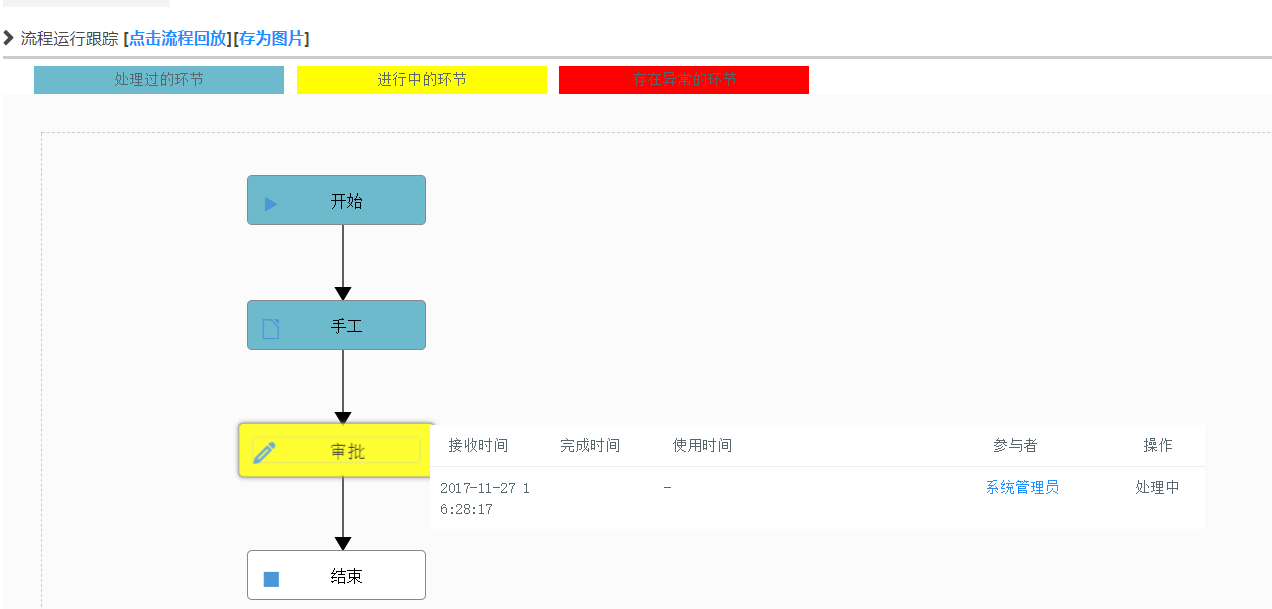 流程运行跟踪 [点击流程回放][存为图片]
处理过的环节 进行中的环节 存在异常的环节
开始
手工
审批
接收时间 完成时间 使用时间 参与者 操作
2017-11-27 1 - 系统管理员 处理中
6:28:17
结束